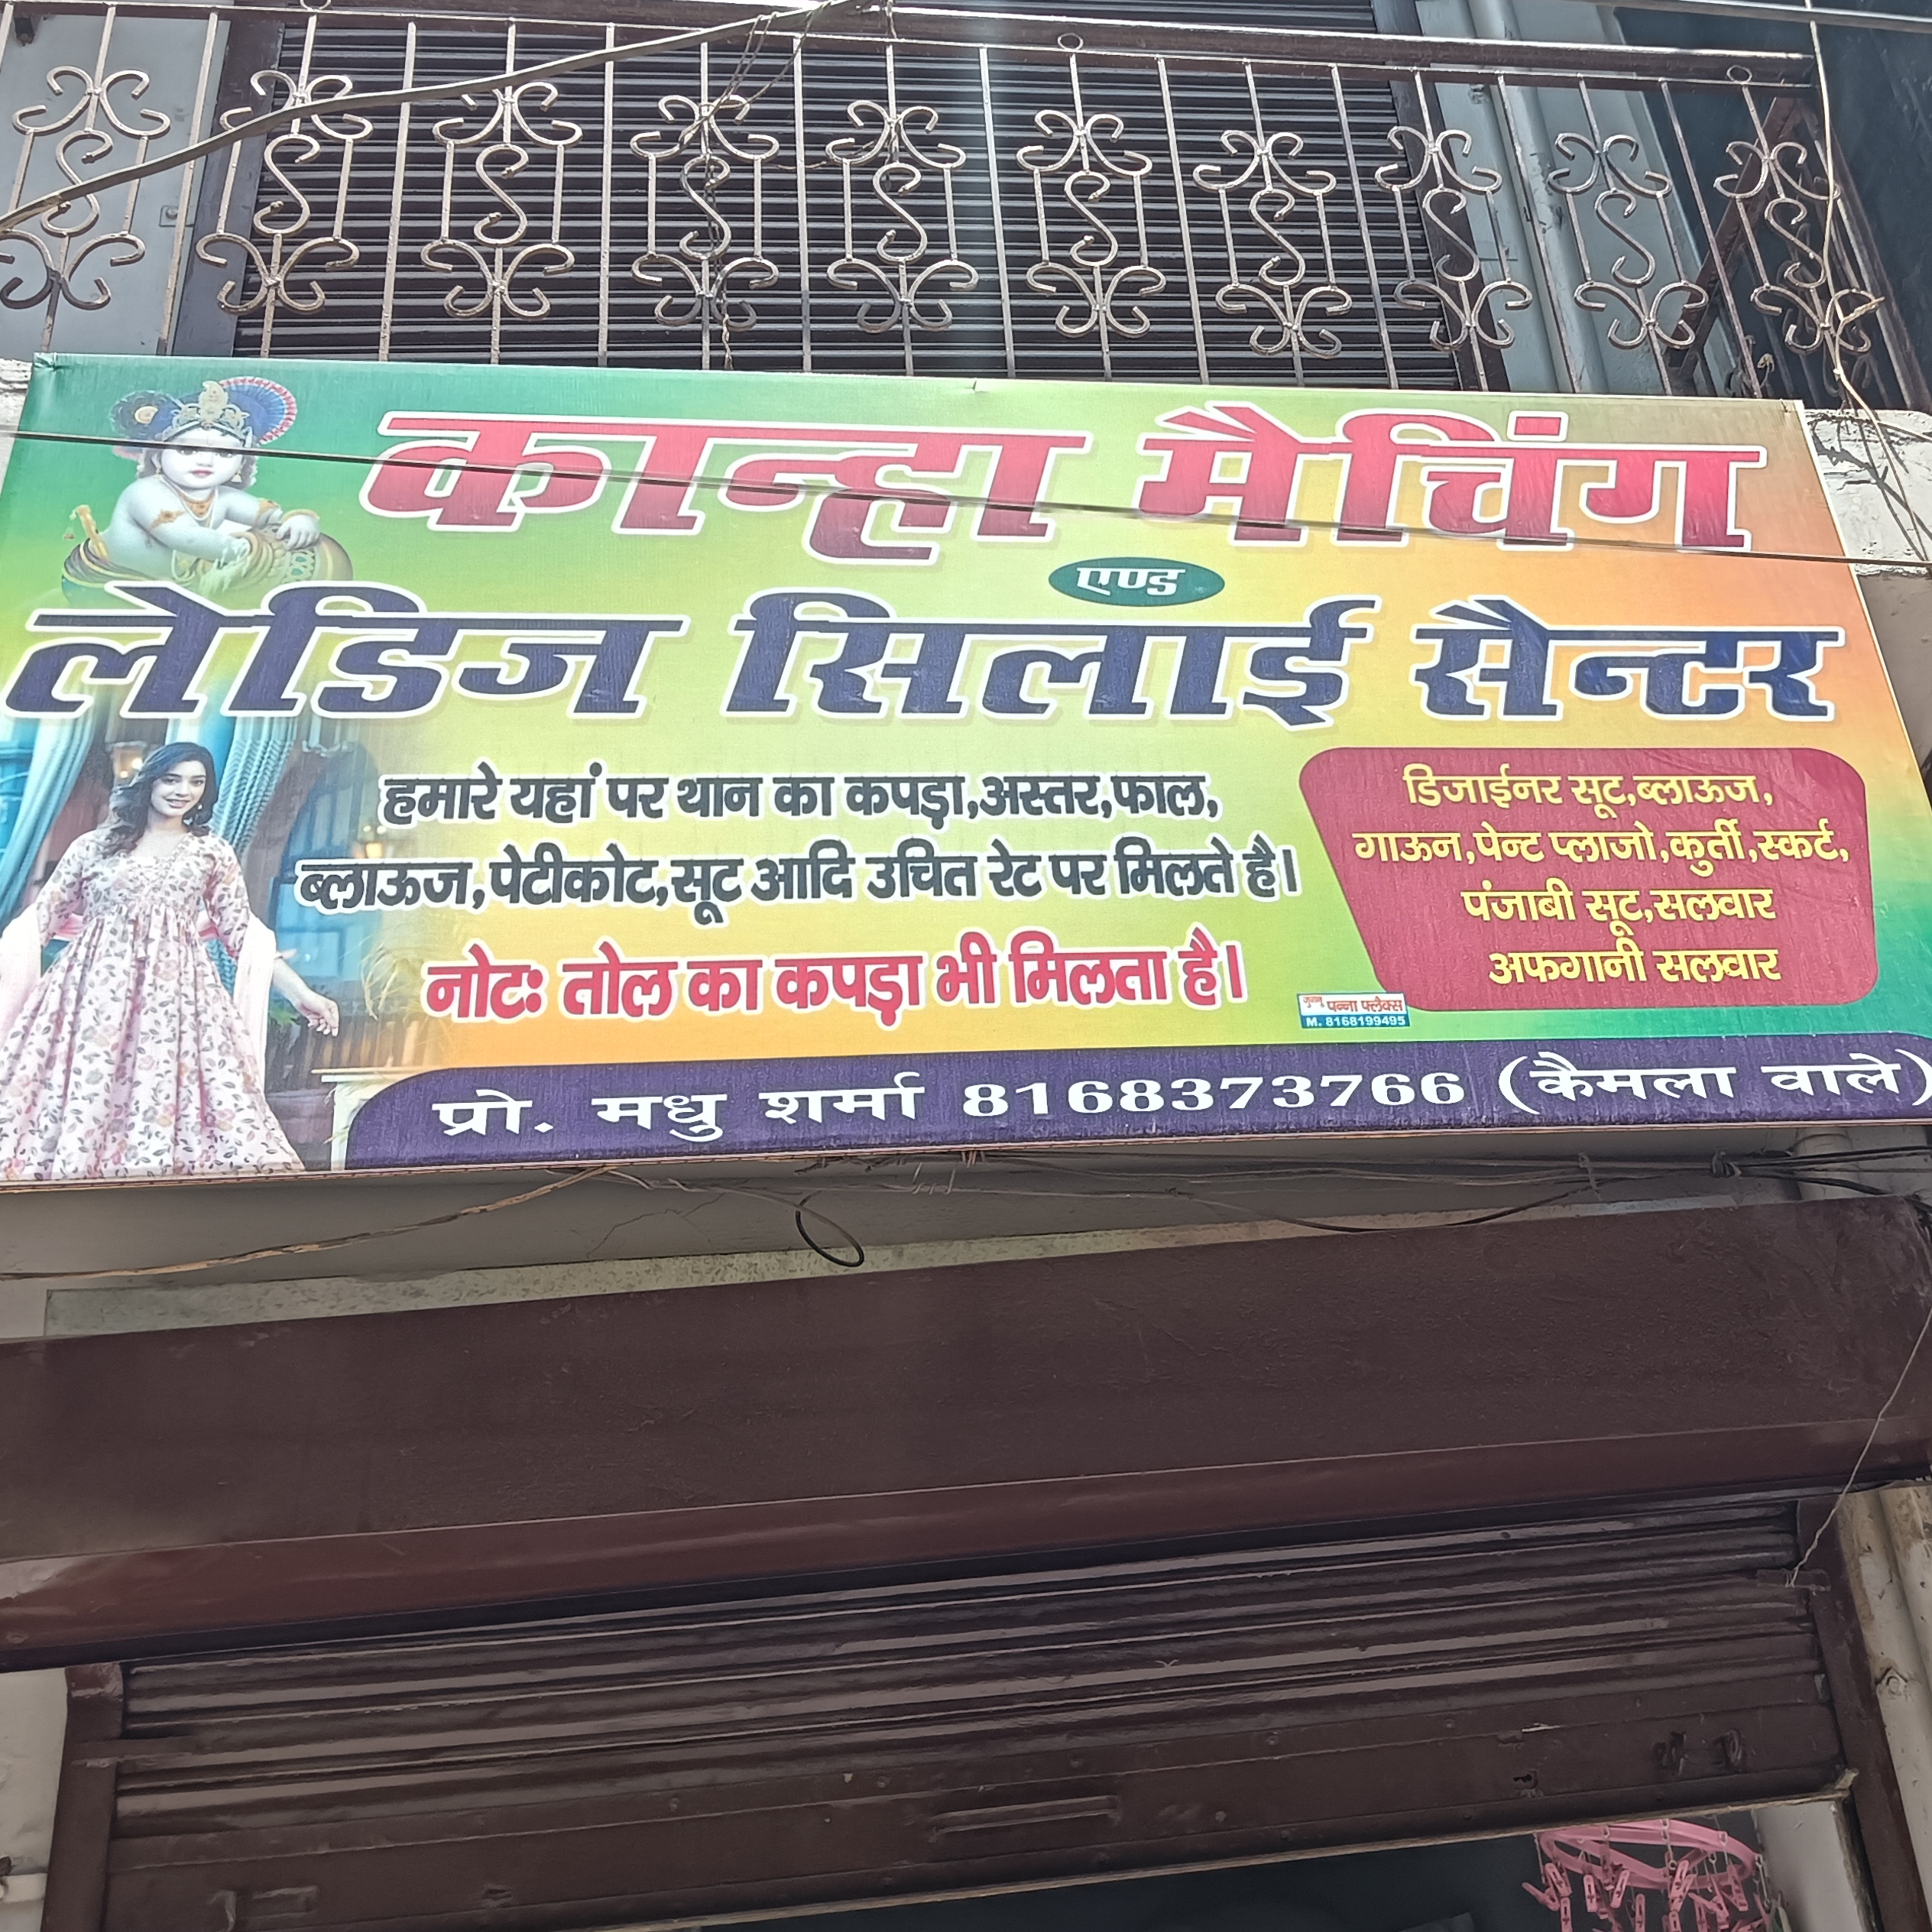 कान्हा मैचिंग
एण्ड
लेडिज सिलाई सैन्टर
हमारे यहां पर थान का कपड़ा,अस्तर,फाल,
ब्लाऊज,पेटीकोट,सूट आदि उचित रेट पर मिलते है।
नोटः तोल का कपड़ा भी मिलता है।
डिजाईनर सूट,ब्लाऊज,
गाऊन,पेन्ट प्लाजो,कुर्ती,स्कर्ट,
पंजाबी सूट,सलवार
अफगानी सलवार
पन्ना फ्लैक्स
M. 8168199495
प्रो. मधु शर्मा 8168373766 (कैमला वाले)